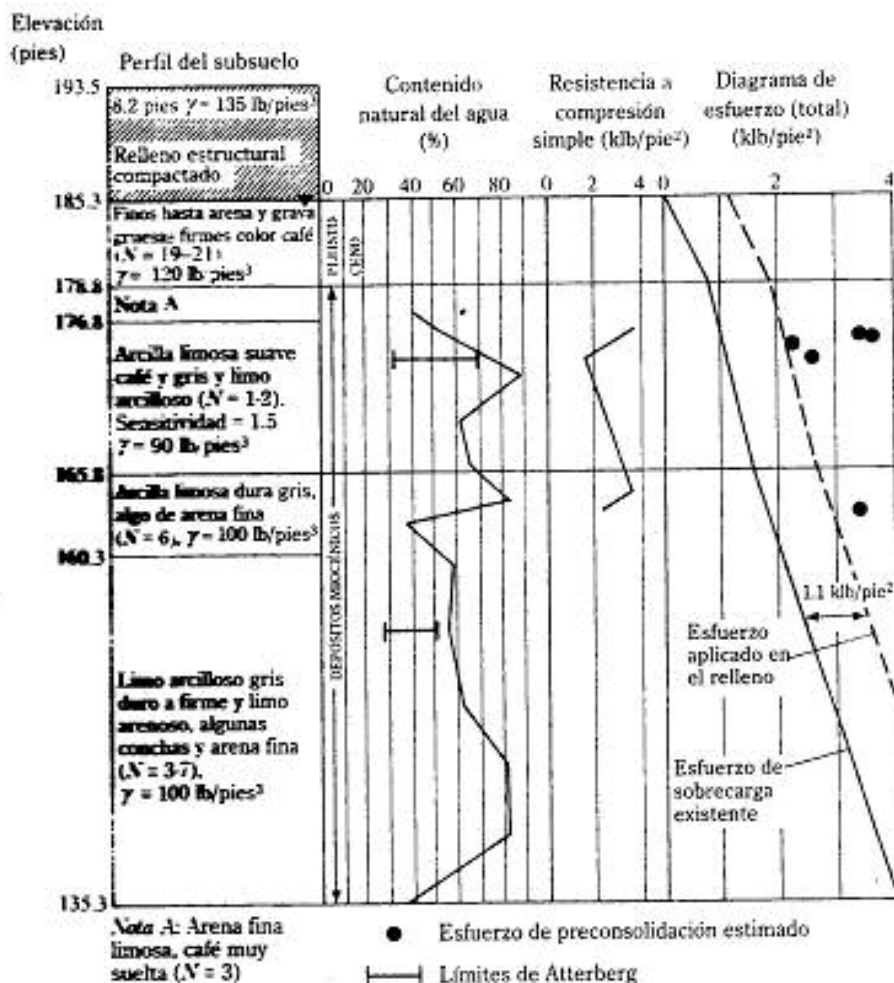 Elevación
(pies)
Perfil del subsuelo
Contenido
natural del agua
(%)
Resistencia a
compresión
simple (klb/pie²)
Diagrama de
esfuerzo (total)
(klb/pie²)
193.5
8.2 pies γ = 135 lb/pies³
Relleno estructural
compactado
0 20 40 60 80 0 2 4 0 2 4
185.3
Finos hasta arena y grava
gruesas firmes color café
(N = 19–21)
γ = 120 lb/pies³
PLEISTO
CENO
178.8
Nota A
176.8
Arcilla limosa suave
café y gris y limo
arcilloso (N = 1-2).
Sensitividad = 1.5
γ = 90 lb/pies³
165.8
Arcilla limosa dura gris,
algo de arena fina
(N = 6), γ = 100 lb/pies³
160.3
DEPOSITOS MIOCÉNICOS
1.1 klb/pie²
Esfuerzo
aplicado en
el relleno
Limo arcilloso gris
duro a firme y limo
arenoso, algunas
conchas y arena fina
(N = 3-7),
γ = 100 lb/pies³
Esfuerzo de
sobrecarga
existente
135.3
Nota A: Arena fina
limosa, café muy
suelta (N = 3)
Esfuerzo de preconsolidación estimado
Límites de Atterberg